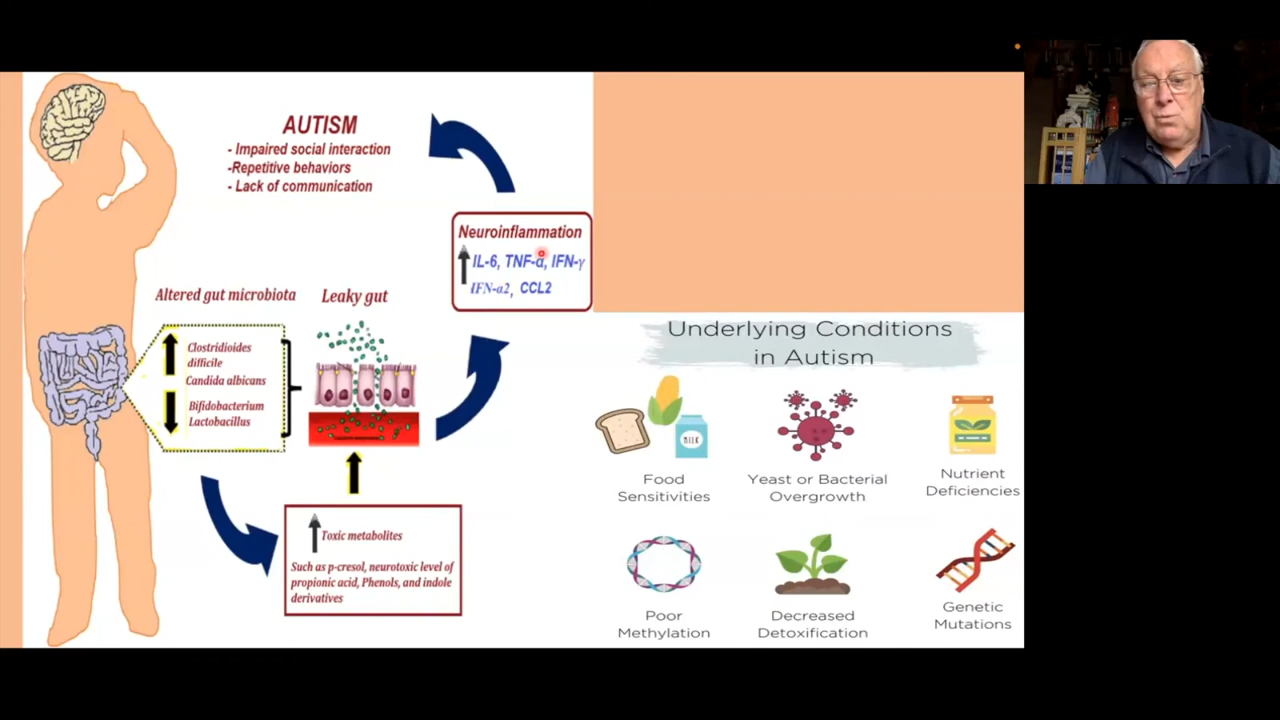 AUTISM
- Impaired social interaction
-Repetitive behaviors
- Lack of communication
Neuroinflammation
IL-6, TNF-α, IFN-γ
IFN-α2, CCL2
Altered gut microbiota
Leaky gut
Clostridioides
difficile
Candida albicans
Bifidobacterium
Lactobacillus
Toxic metabolites
Such as p-cresol, neurotoxic level of
propionic acid, Phenols, and indole
derivatives
Underlying Conditions
in Autism
MILK
Food
Sensitivities
Yeast or Bacterial
Overgrowth
Nutrient
Deficiencies
Poor
Methylation
Decreased
Detoxification
Genetic
Mutations